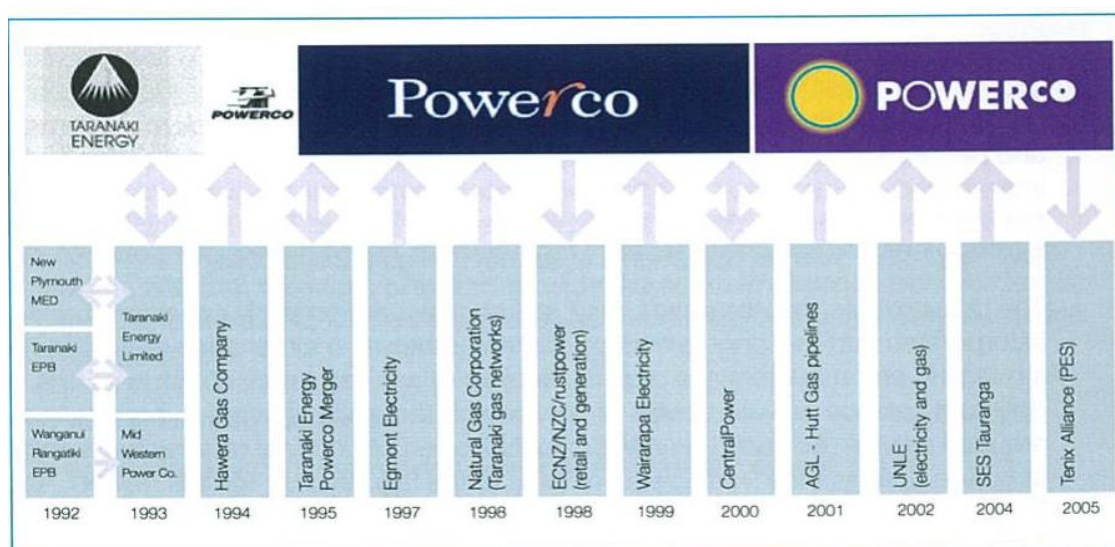 TARANAKI
ENERGY
POWERCO
Powerco
POWERCO
New
Plymouth
MED
Taranaki
EPB
Wanganui
Rangatiki
EPB
Taranaki
Energy
Limited
Mid
Western
Power Co.
Hawera Gas Company
Taranaki Energy
Powerco Merger
Egmont Electricity
Natural Gas Corporation
(Taranaki gas networks)
ECNZ/NZC/rustpower
(retail and generation)
Wairarapa Electricity
CentralPower
AGL - Hutt Gas pipelines
UNLE
(electricity and gas)
SES Tauranga
Tenix Alliance (PES)
1992
1993
1994
1995
1997
1998
1998
1999
2000
2001
2002
2004
2005